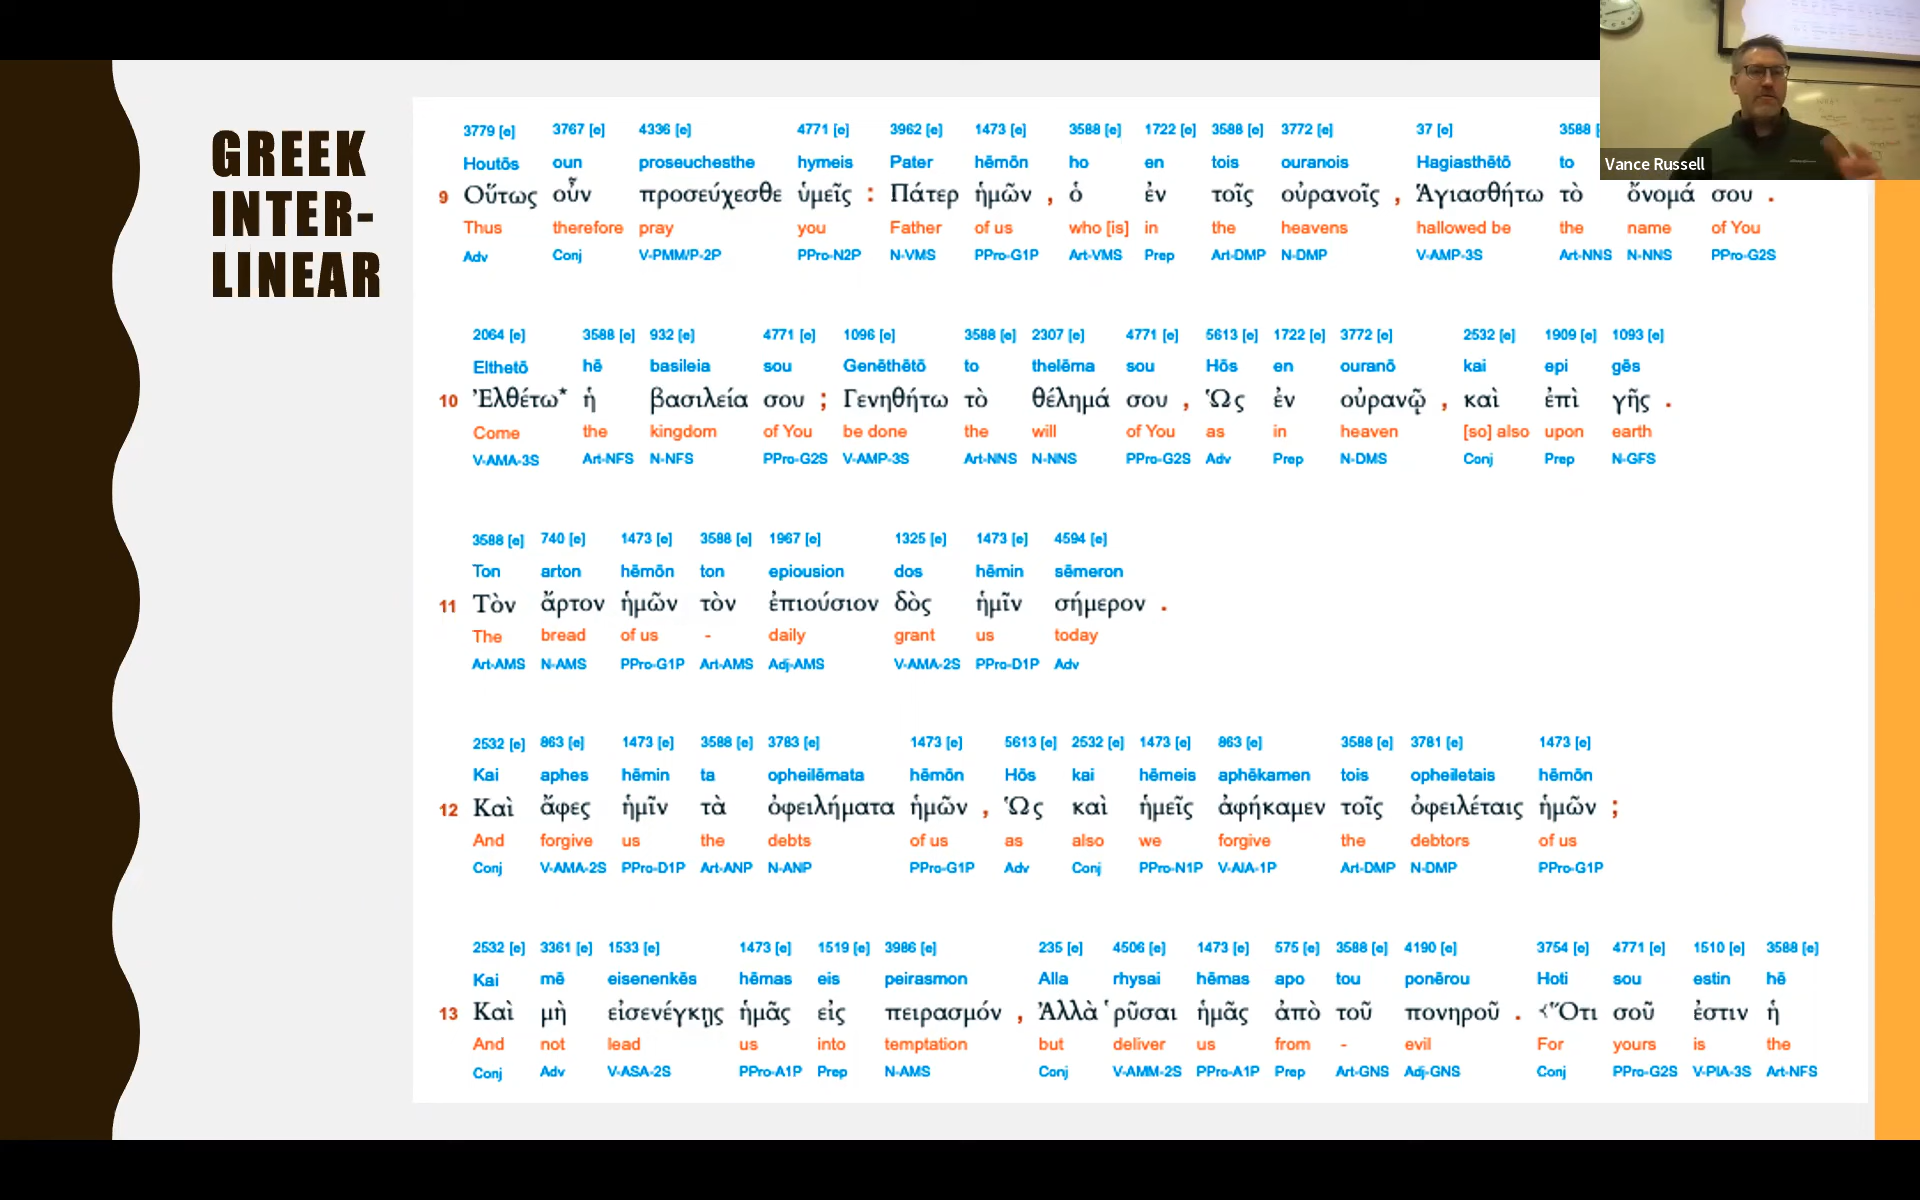 GREEK
INTER-
LINEAR
Vance Russell
3779 [e] 3767 [e] 4336 [e] 4771 [e] 3962 [e] 1473 [e] 3588 [e] 1722 [e] 3588 [e] 3772 [e] 37 [e] 3588
Houtōs oun proseuchesthe hymeis Pater hēmōn ho en tois ouranois Hagiasthētō to
9 Οὕτως οὖν προσεύχεσθε ὑμεῖς : Πάτερ ἡμῶν , ὁ ἐν τοῖς οὐρανοῖς , Ἁγιασθήτω τὸ ὄνομά σου .
Thus therefore pray you Father of us who [is] in the heavens hallowed be the name of You
Adv Conj V-PMM/P-2P PPro-N2P N-VMS PPro-G1P Art-VMS Prep Art-DMP N-DMP V-AMP-3S Art-NNS N-NNS PPro-G2S
2064 [e] 3588 [e] 932 [e] 4771 [e] 1096 [e] 3588 [e] 2307 [e] 4771 [e] 5613 [e] 1722 [e] 3772 [e] 2532 [e] 1909 [e] 1093 [e]
Elthetō hē basileia sou Genēthētō to thelēma sou Hōs en ouranō kai epi gēs
10 Ἐλθέτω* ἡ βασιλεία σου ; Γενηθήτω τὸ θέλημά σου , Ὡς ἐν οὐρανῷ , καὶ ἐπὶ γῆς .
Come the kingdom of You be done the will of You as in heaven [so] also upon earth
V-AMA-3S Art-NFS N-NFS PPro-G2S V-AMP-3S Art-NNS N-NNS PPro-G2S Adv Prep N-DMS Conj Prep N-GFS
3588 [e] 740 [e] 1473 [e] 3588 [e] 1967 [e] 1325 [e] 1473 [e] 4594 [e]
Ton arton hēmōn ton epiousion dos hēmin sēmeron
11 Τὸν ἄρτον ἡμῶν τὸν ἐπιούσιον δὸς ἡμῖν σήμερον .
The bread of us - daily grant us today
Art-AMS N-AMS PPro-G1P Art-AMS Adj-AMS V-AMA-2S PPro-D1P Adv
2532 [e] 863 [e] 1473 [e] 3588 [e] 3783 [e] 1473 [e] 5613 [e] 2532 [e] 1473 [e] 863 [e] 3588 [e] 3781 [e] 1473 [e]
Kai aphes hēmin ta opheilēmata hēmōn Hōs kai hēmeis aphēkamen tois opheiletais hēmōn
12 Καὶ ἄφες ἡμῖν τὰ ὀφειλήματα ἡμῶν , Ὡς καὶ ἡμεῖς ἀφήκαμεν τοῖς ὀφειλέταις ἡμῶν ;
And forgive us the debts of us as also we forgive the debtors of us
Conj V-AMA-2S PPro-D1P Art-ANP N-ANP PPro-G1P Adv Conj PPro-N1P V-AIA-1P Art-DMP N-DMP PPro-G1P
2532 [e] 3361 [e] 1533 [e] 1473 [e] 1519 [e] 3986 [e] 235 [e] 4506 [e] 1473 [e] 575 [e] 3588 [e] 4190 [e] 3754 [e] 4771 [e] 1510 [e] 3588 [e]
Kai mē eisenenkēs hēmas eis peirasmon Alla rhysai hēmas apo tou ponērou Hoti sou estin hē
13 Καὶ μὴ εἰσενέγκῃς ἡμᾶς εἰς πειρασμόν , Ἀλλὰ ῥῦσαι ἡμᾶς ἀπὸ τοῦ πονηροῦ . ‹Ὅτι σοῦ ἐστιν ἡ
And not lead us into temptation but deliver us from - evil For yours is the
Conj Adv V-ASA-2S PPro-A1P Prep N-AMS Conj V-AMM-2S PPro-A1P Prep Art-GNS Adj-GNS Conj PPro-G2S V-PIA-3S Art-NFS